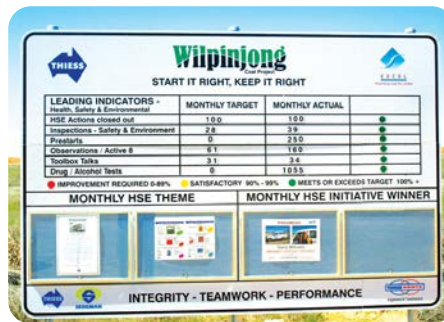 THIESS
Wilpinjong
Coal Project
START IT RIGHT, KEEP IT RIGHT
EXCEL
LEADING INDICATORS - MONTHLY TARGET MONTHLY ACTUAL
Health, Safety & Environmental
HSE Actions closed out 100 100
Inspections - Safety & Environment 28 39
Prestarts 0 250
Observations / Active 8 61 160
Toolbox Talks 31 34
Drug / Alcohol Tests 0 1055
IMPROVEMENT REQUIRED 0-89% SATISFACTORY 90% - 99% MEETS OR EXCEEDS TARGET 100% +
MONTHLY HSE THEME MONTHLY HSE INITIATIVE WINNER
THIESS SEDGMAN INTEGRITY - TEAMWORK - PERFORMANCE